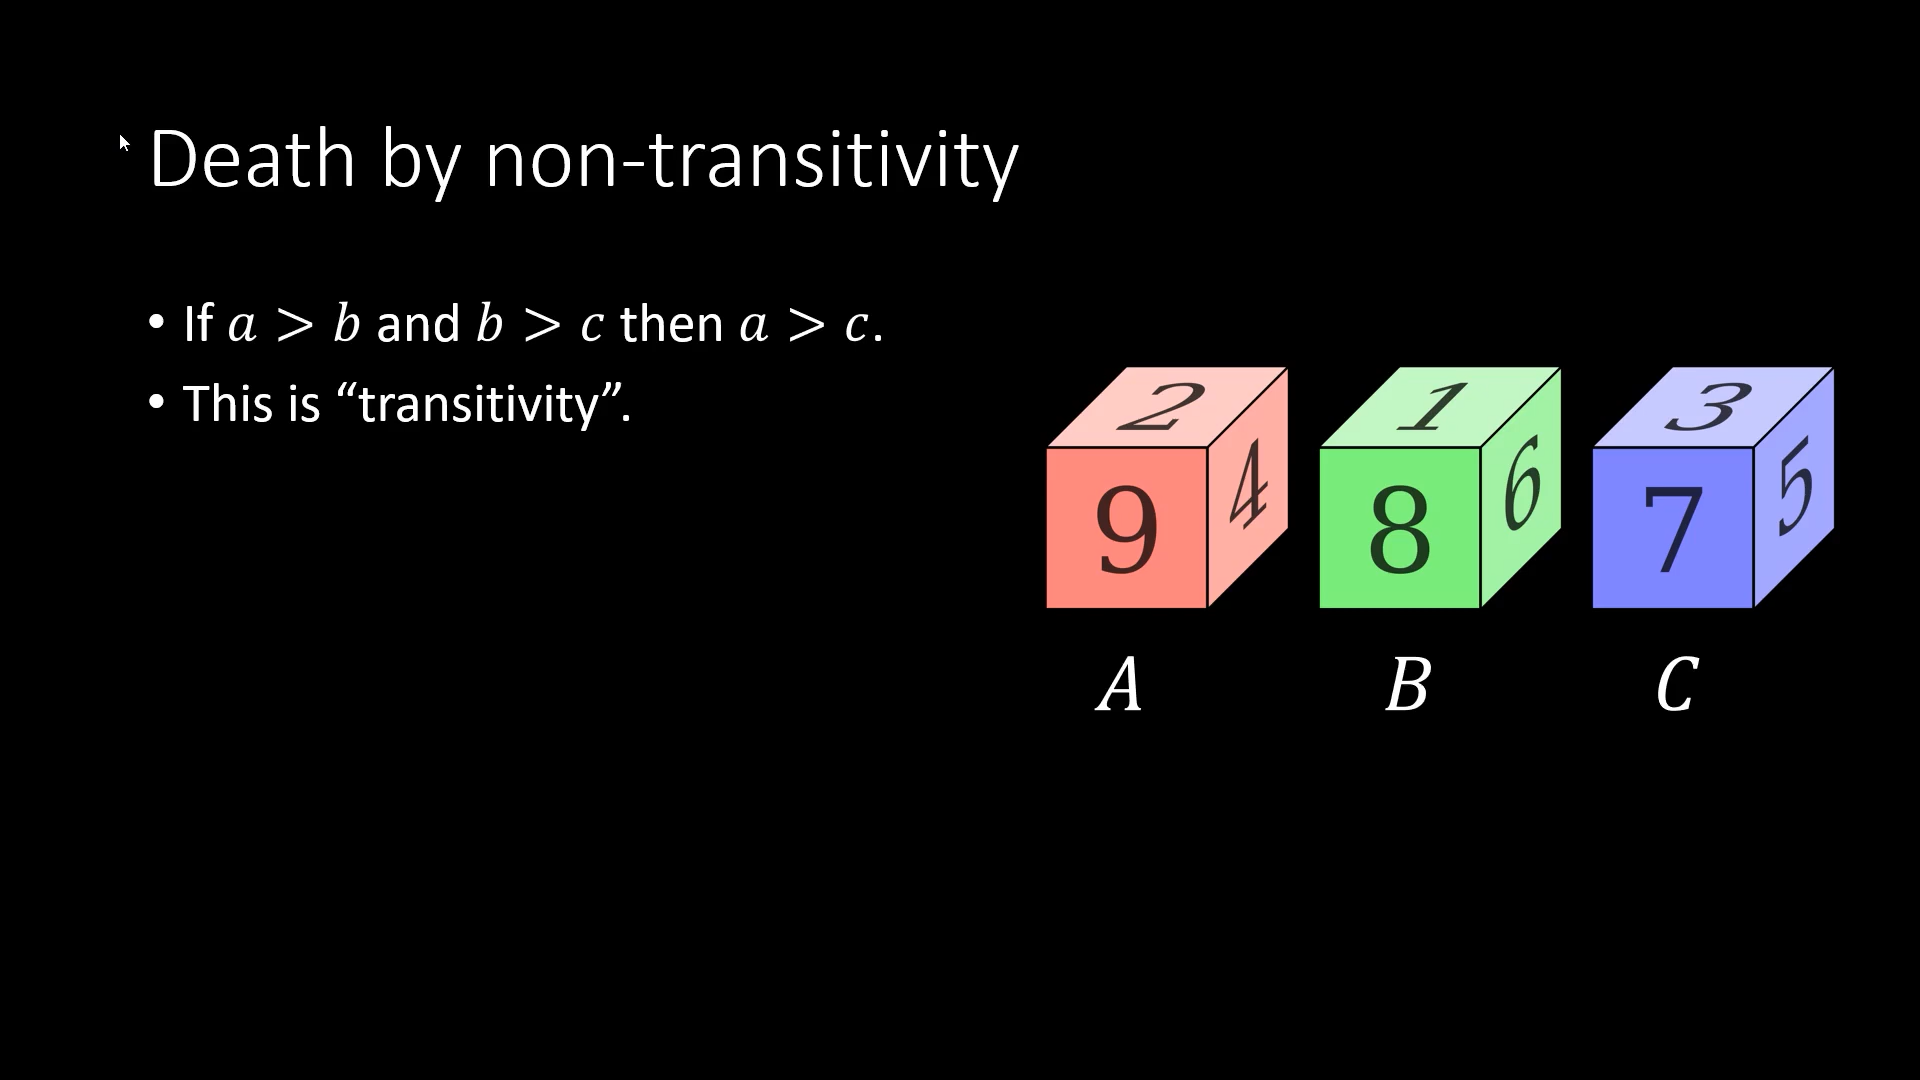 Death by non-transitivity
• If a > b and b > c then a > c.
• This is “transitivity”.
2 1 3
4 6 5
9 8 7
A B C